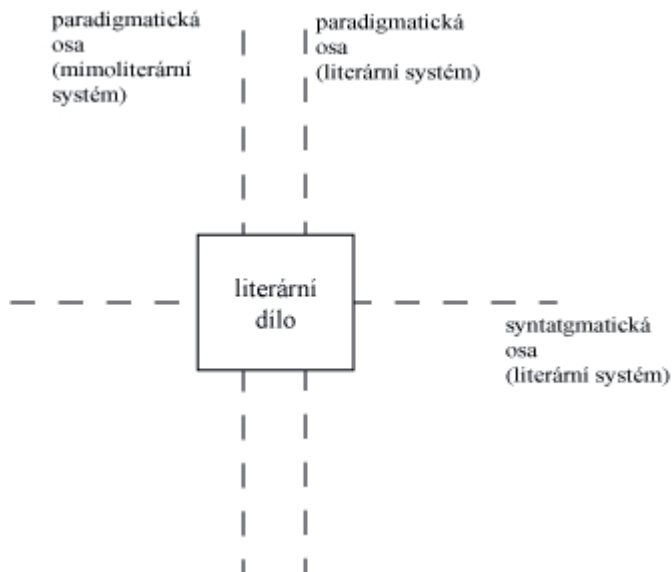 paradigmatická
osa
(mimoliterární
systém)
paradigmatická
osa
(literární systém)
literární
dílo
syntatgmatická
osa
(literární systém)